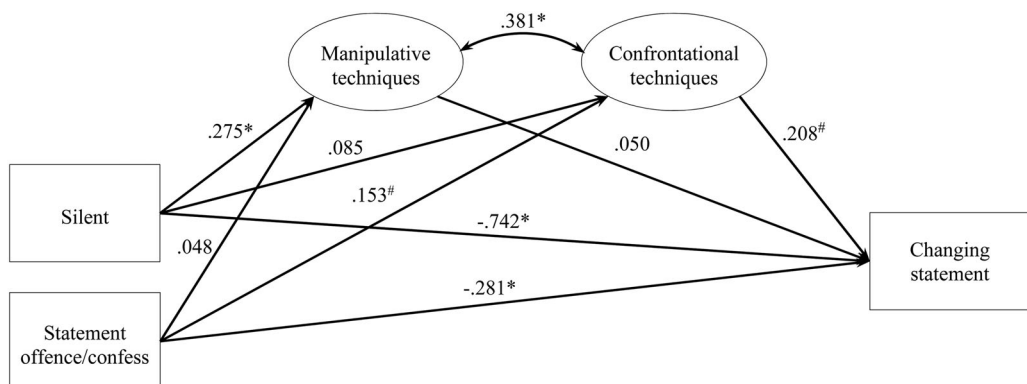 .381*
Manipulative
techniques
Confrontational
techniques
.275*
.085
.050
.208#
.153#
Silent
-.742*
.048
Changing
statement
-.281*
Statement
offence/confess